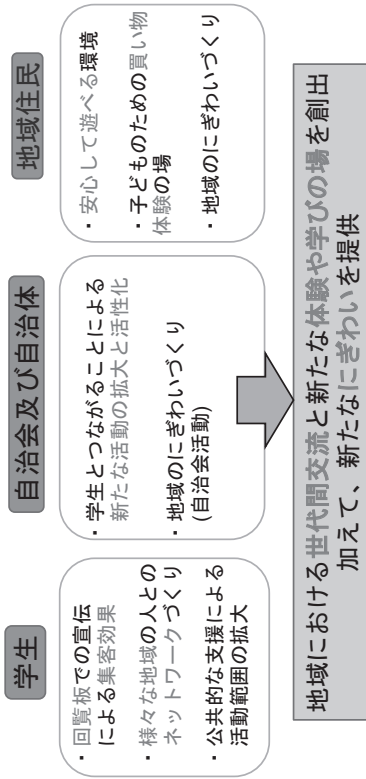 学生
・回覧板での宣伝
による集客効果
・様々な地域の人との
ネットワークづくり
・公共的な支援による
活動範囲の拡大
自治会及び自治体
・学生とつながることによる
新たな活動の拡大と活性化
・地域のにぎわいづくり
(自治会活動)
地域住民
・安心して遊べる環境
・子どものための買い物
体験の場
・地域のにぎわいづくり
地域における世代間交流と新たな体験や学びの場を創出
加えて、新たなにぎわいを提供